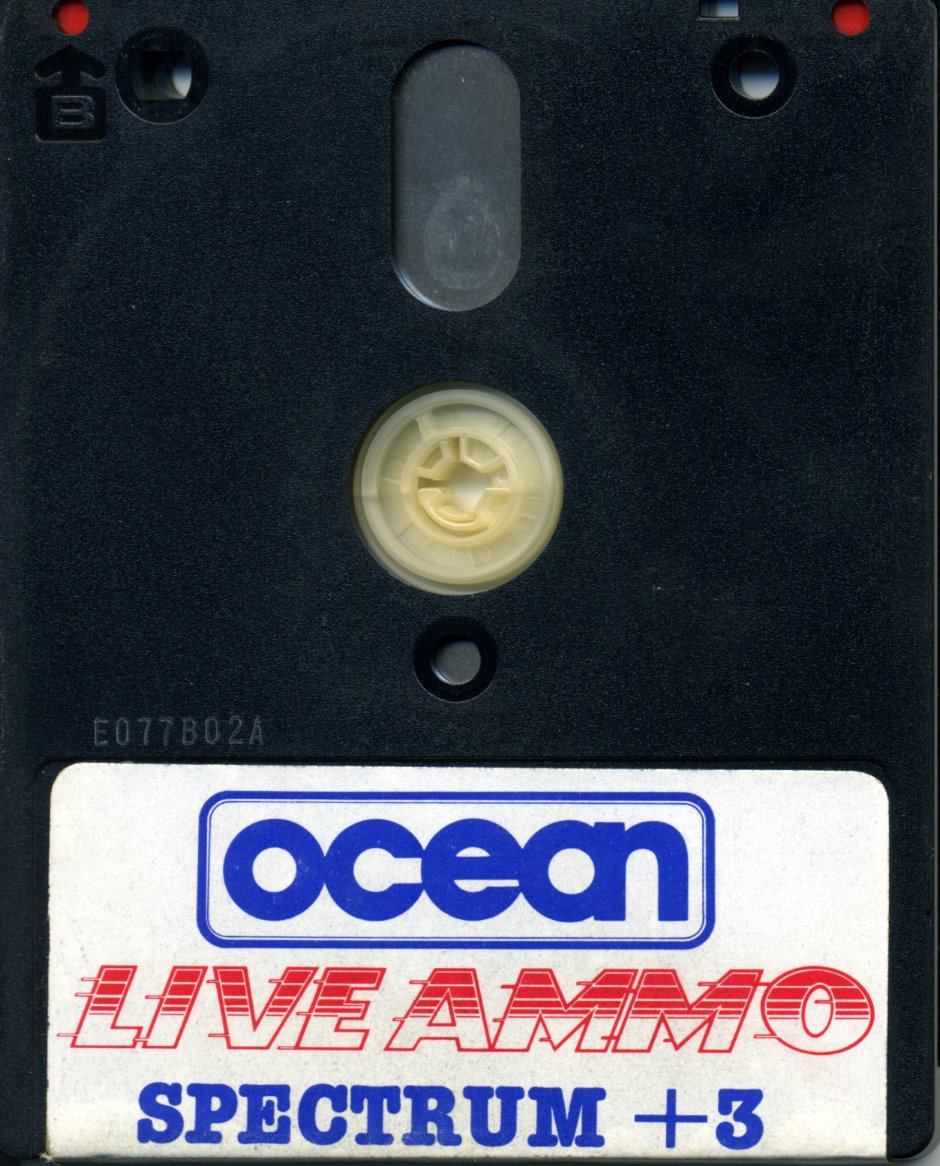 B
E077B02A
ocean
LIVE AMMO
SPECTRUM +3